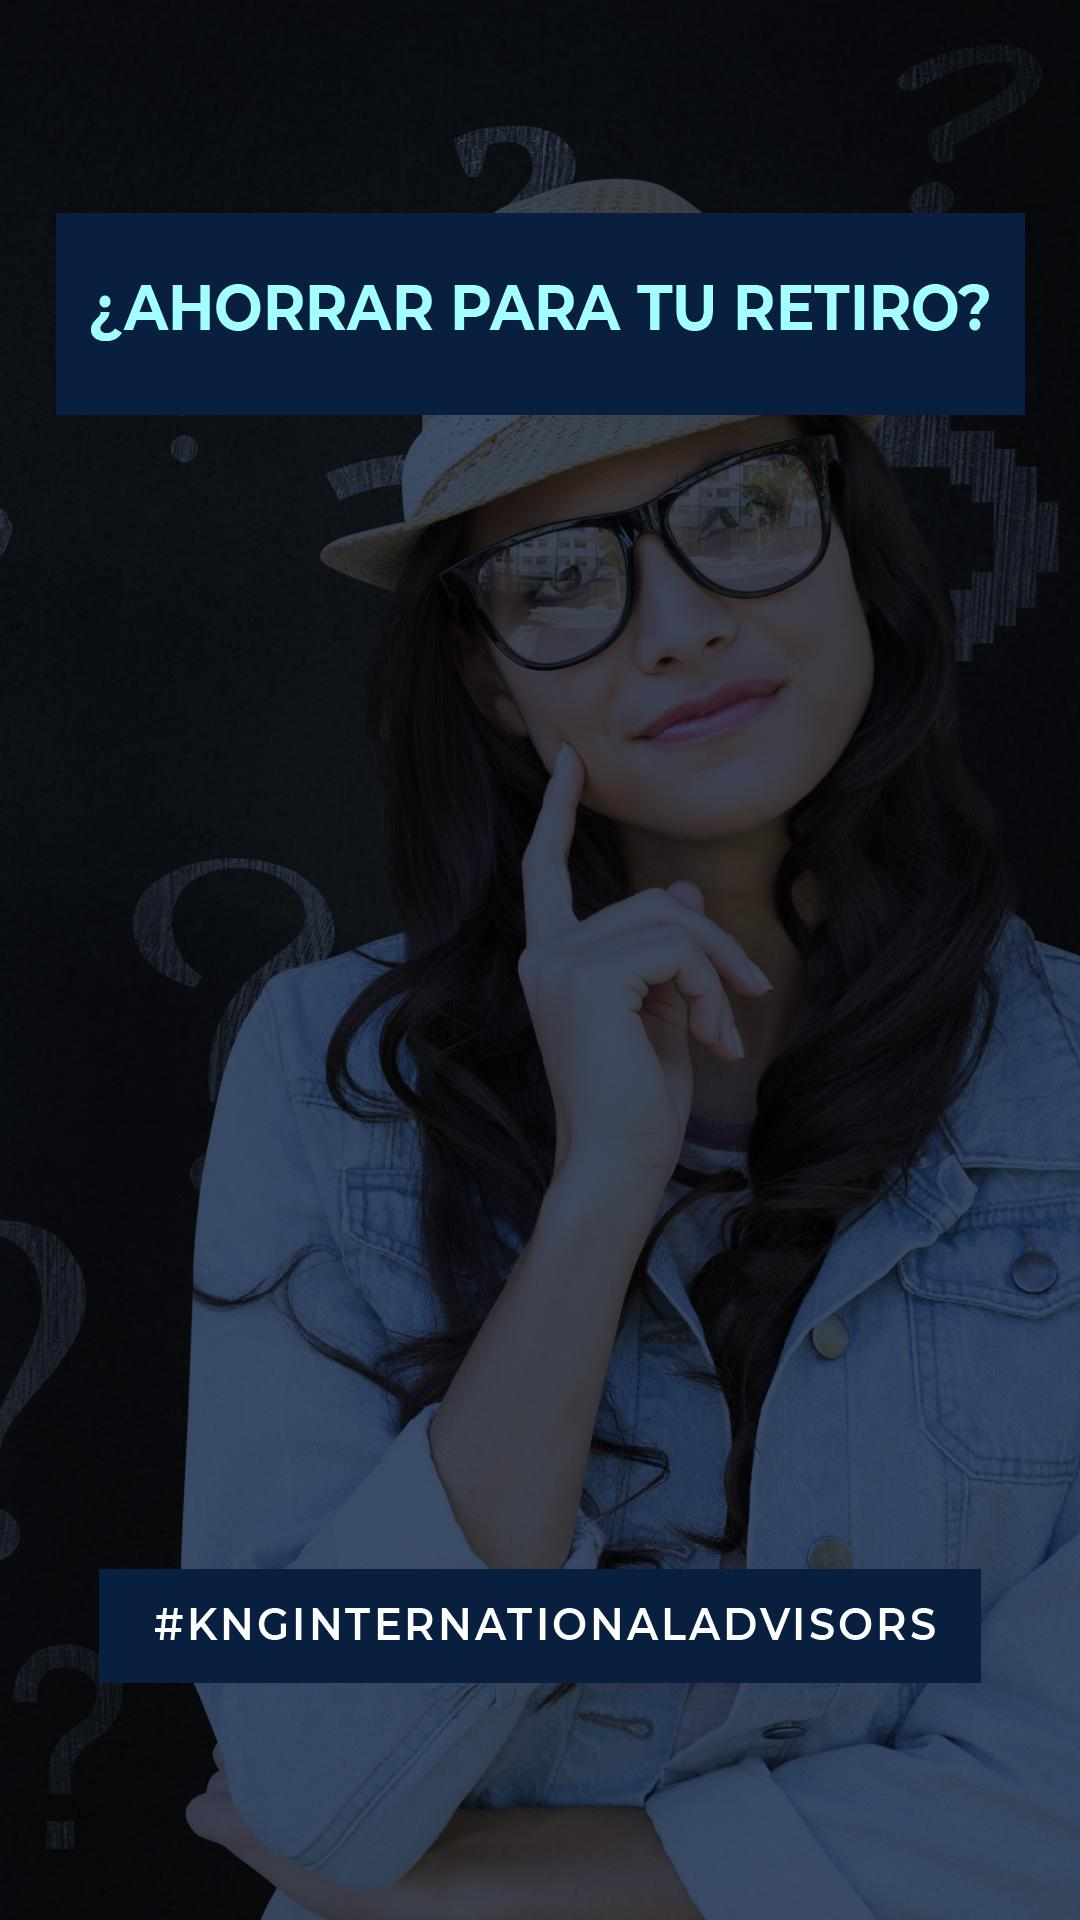 ¿AHORRAR PARA TU RETIRO?
#KNGINTERNATIONALADVISORS